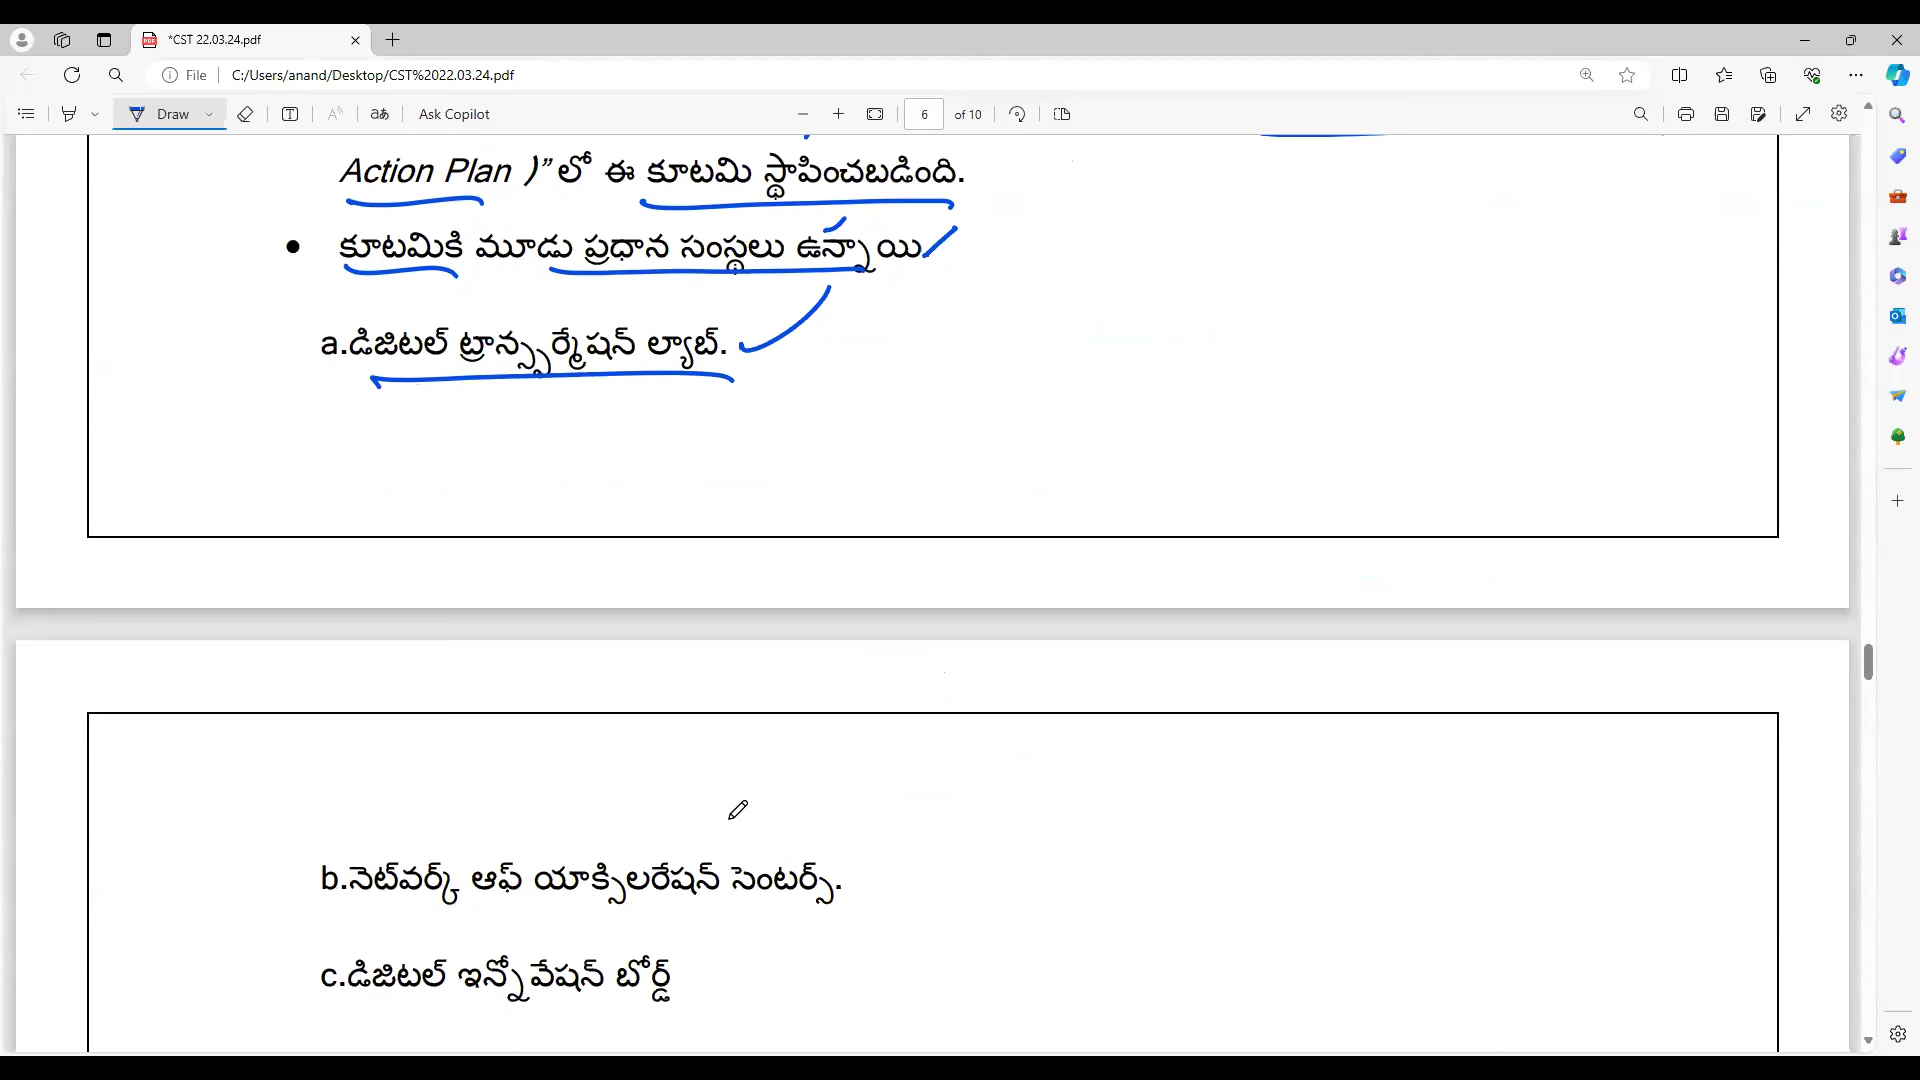 *CST 22.03.24.pdf
File C:/Users/anand/Desktop/CST%2022.03.24.pdf
Draw aあ Ask Copilot 6 of 10
Action Plan )”లో ఈ కూటమి స్థాపించబడింది.
• కూటమికి మూడు ప్రధాన సంస్థలు ఉన్నాయి
a.డిజిటల్ ట్రాన్స్ఫర్మేషన్ ల్యాబ్.
b.నెట్‌వర్క్ ఆఫ్ యాక్సిలరేషన్ సెంటర్స్.
c.డిజిటల్ ఇన్నోవేషన్ బోర్డ్